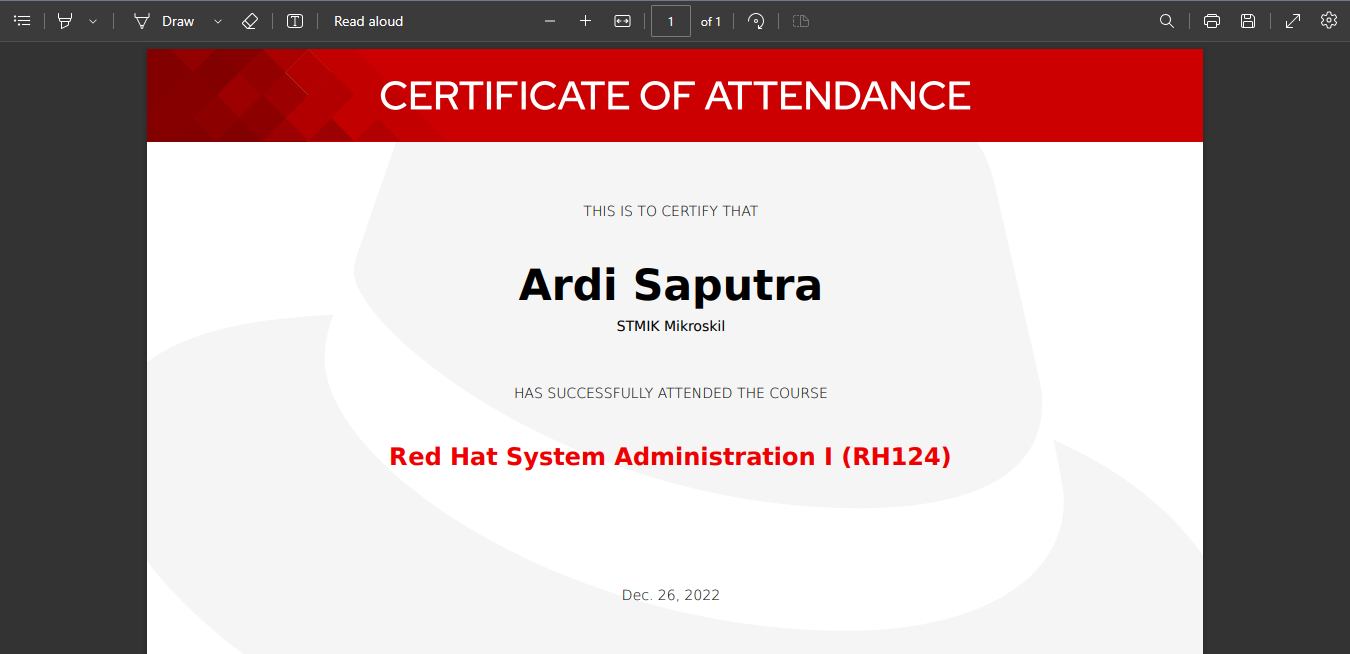 Draw
Read aloud
1 of 1
CERTIFICATE OF ATTENDANCE
THIS IS TO CERTIFY THAT
Ardi Saputra
STMIK Mikroskil
HAS SUCCESSFULLY ATTENDED THE COURSE
Red Hat System Administration I (RH124)
Dec. 26, 2022